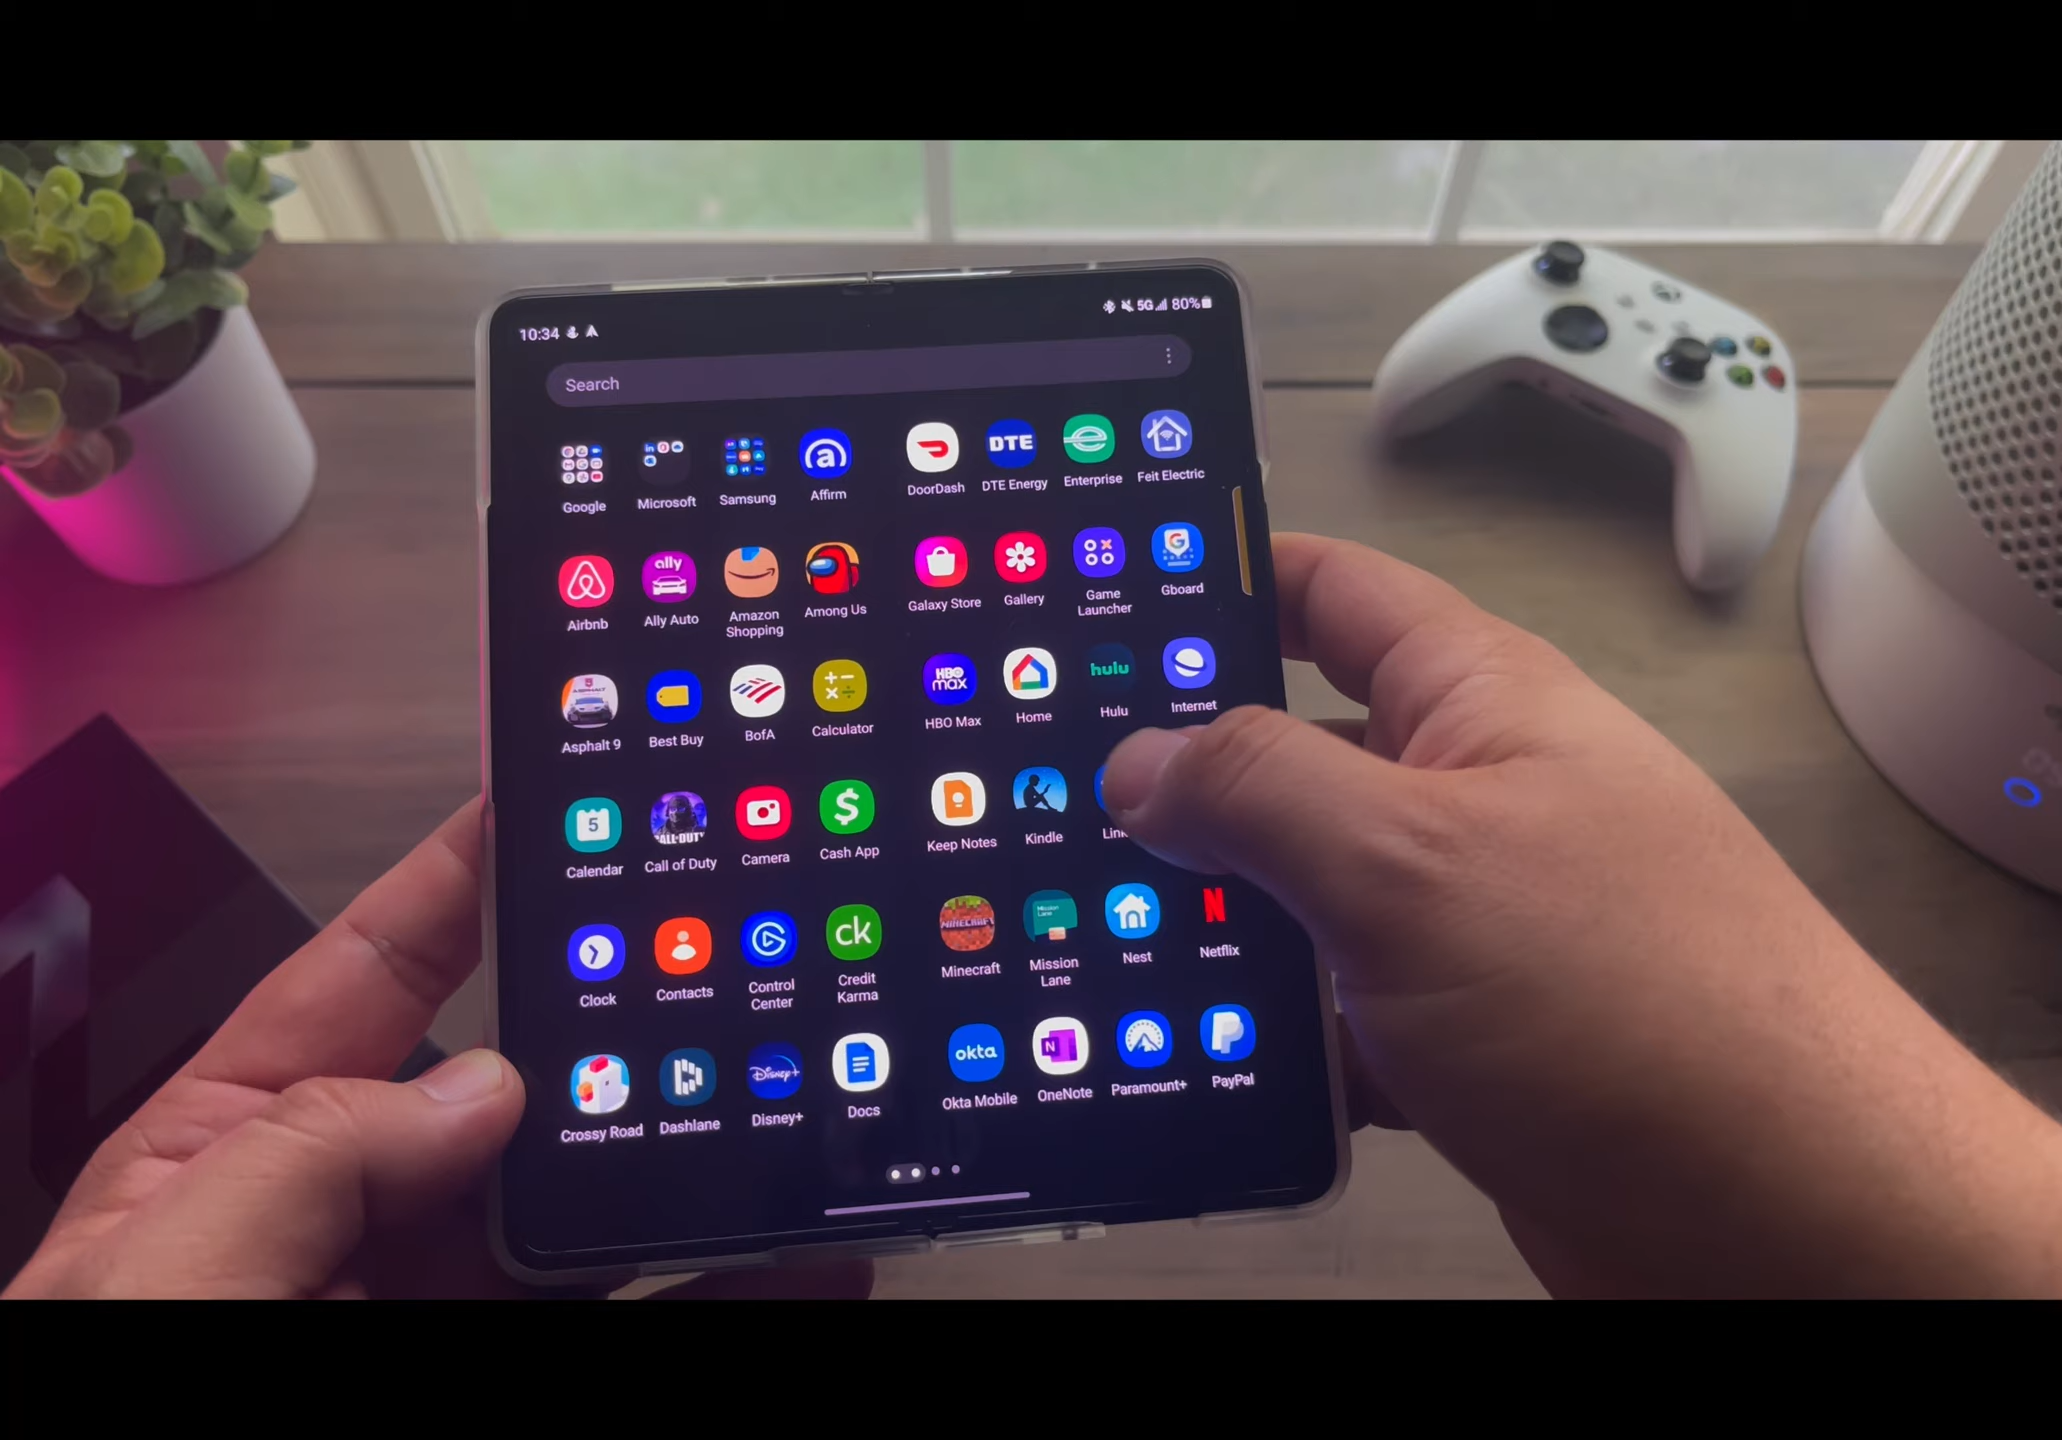 10:34
5G 80%
Search
Google
Microsoft
Samsung
Affirm
DoorDash
DTE
DTE Energy
Enterprise
Feit Electric
Airbnb
ally
Ally Auto
Amazon
Shopping
Among Us
Galaxy Store
Gallery
Game
Launcher
Gboard
Asphalt 9
Best Buy
BofA
Calculator
HBO
max
HBO Max
Home
hulu
Hulu
Internet
5
Calendar
Call of Duty
Camera
Cash App
Keep Notes
Kindle
Clock
Contacts
Control
Center
ck
Credit
Karma
MINECRAFT
Minecraft
Mission
Lane
Mission
Lane
Nest
N
Netflix
Crossy Road
Dashlane
Disney+
Disney+
Docs
okta
Okta Mobile
N
OneNote
Paramount+
PayPal